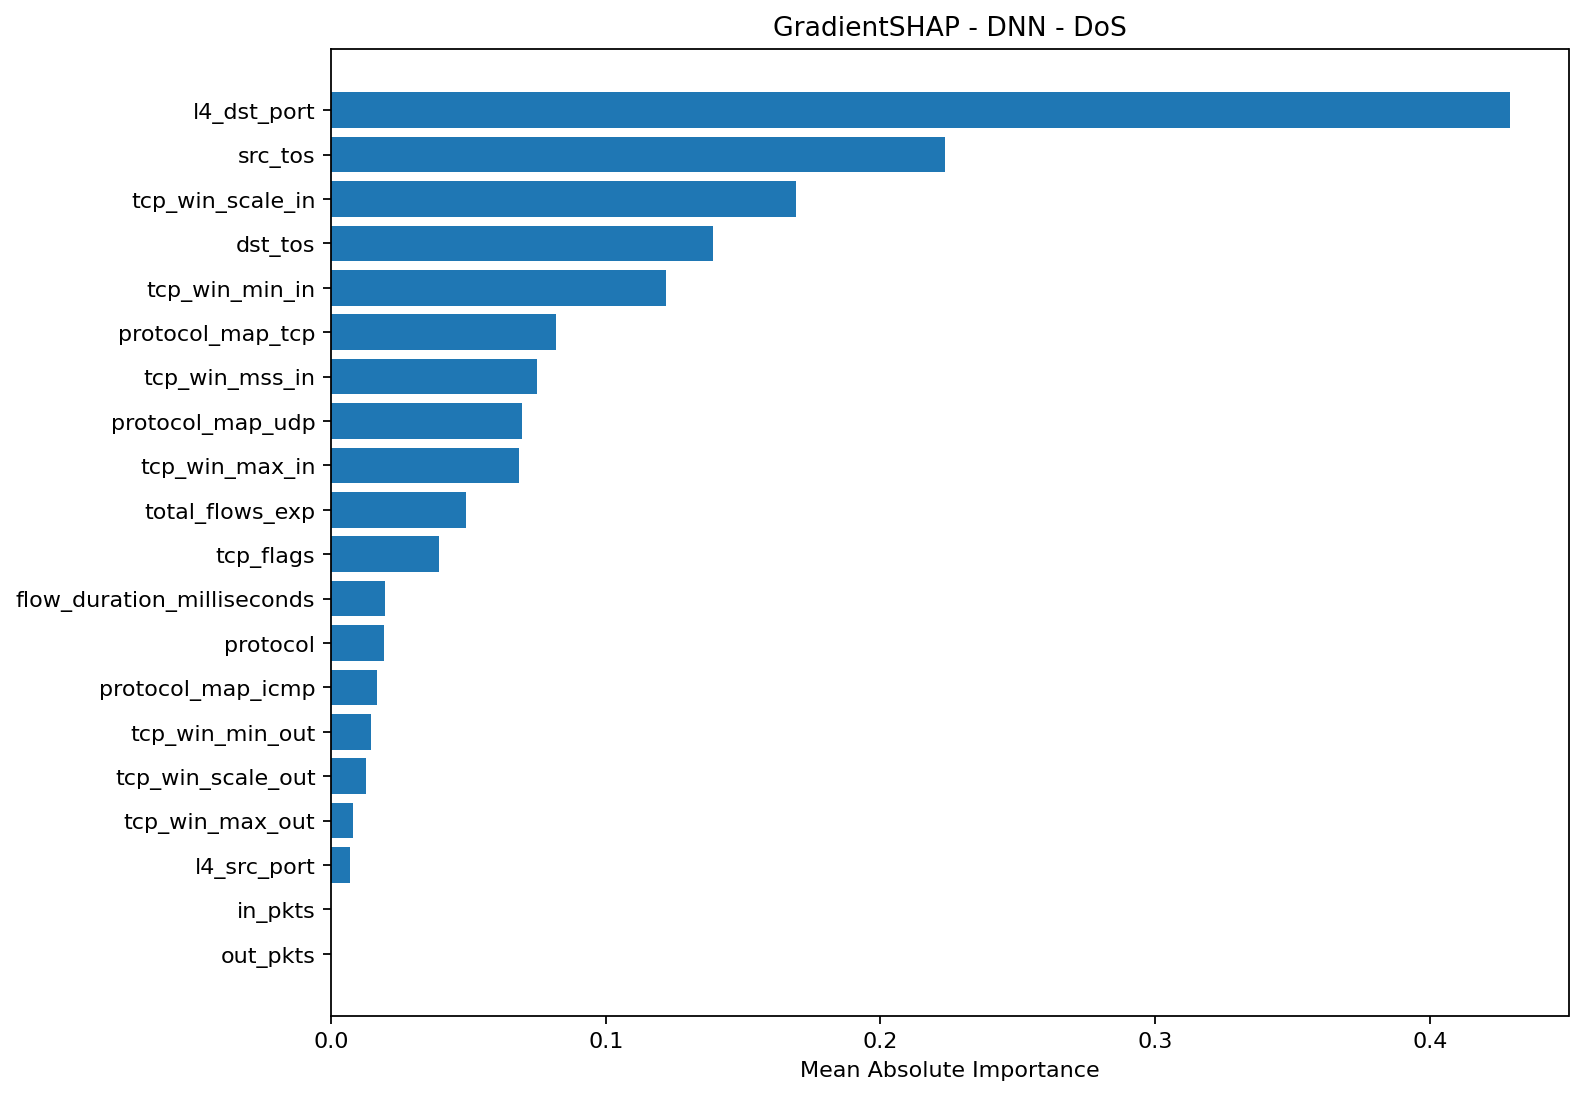 GradientSHAP - DNN - DoS
l4_dst_port
src_tos
tcp_win_scale_in
dst_tos
tcp_win_min_in
protocol_map_tcp
tcp_win_mss_in
protocol_map_udp
tcp_win_max_in
total_flows_exp
tcp_flags
flow_duration_milliseconds
protocol
protocol_map_icmp
tcp_win_min_out
tcp_win_scale_out
tcp_win_max_out
l4_src_port
in_pkts
out_pkts
0.0 0.1 0.2 0.3 0.4
Mean Absolute Importance